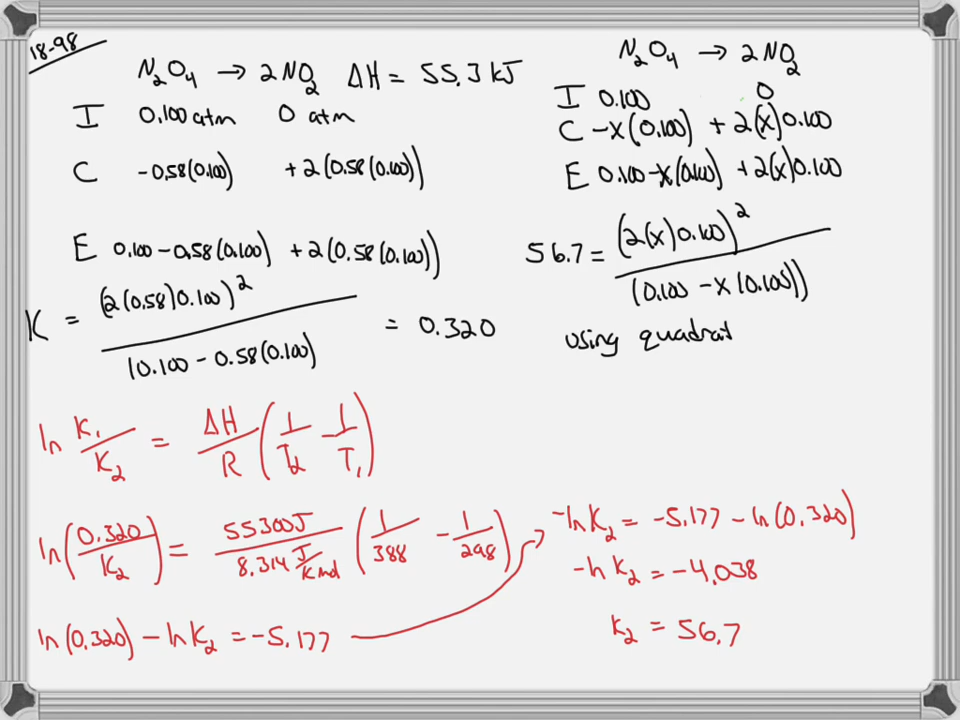 18-98
N₂O₄ → 2NO₂ ΔH = 55.3 kJ
I 0.100 atm 0 atm
C -0.58(0.100) +2(0.58(0.100))
E 0.100-0.58(0.100) +2(0.58(0.100))
K = (2(0.58)0.100)² / (0.100-0.58(0.100)) = 0.320
ln K₁/K₂ = ΔH/R (1/T₂ - 1/T₁)
ln(0.320/K₂) = 55300J / 8.314 J/K mol (1/388 - 1/298)
ln(0.320) - ln K₂ = -5.177
N₂O₄ → 2NO₂
I 0.100 0
C -x(0.100) +2(x)0.100
E 0.100-x(0.100) +2(x)0.100
56.7 = (2(x)0.100)² / (0.100-x(0.100))
using quadrat
-ln K₂ = -5.177 - ln(0.320)
-ln K₂ = -4.038
K₂ = 56.7